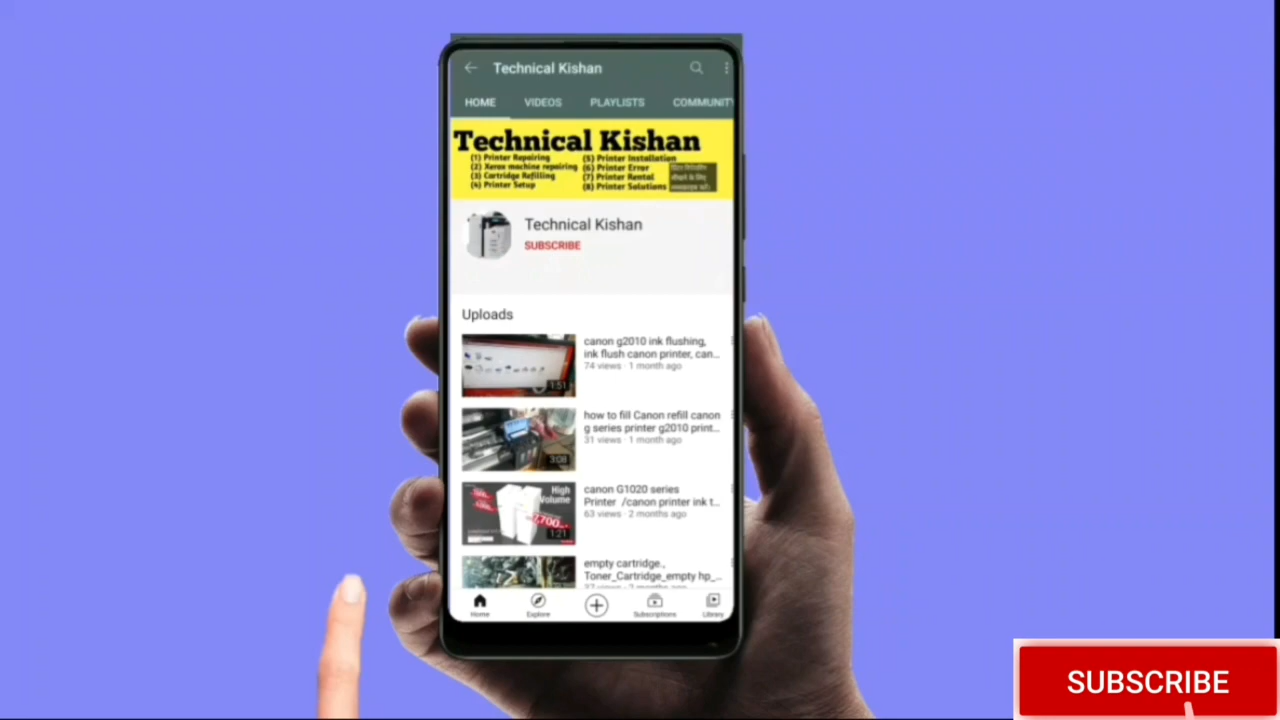 Technical Kishan
HOME VIDEOS PLAYLISTS COMMUNITY
Technical Kishan
(1) Printer Repairing
(2) Xerox machine repairing
(3) Cartridge Refilling
(4) Printer Setup
(5) Printer Installation
(6) Printer Error
(7) Printer Rental
(8) Printer Solutions
Technical Kishan
SUBSCRIBE
Uploads
canon g2010 ink flushing,
ink flush canon printer, can...
74 views · 1 month ago
1:51
how to fill Canon refill canon
g series printer g2010 print...
31 views · 1 month ago
3:08
canon G1020 series
Printer /canon printer ink t...
63 views · 2 months ago
High
Volume
7,700
1:21
empty cartridge.,
Toner_Cartridge_empty hp_...
Home Explore Subscriptions Library
SUBSCRIBE